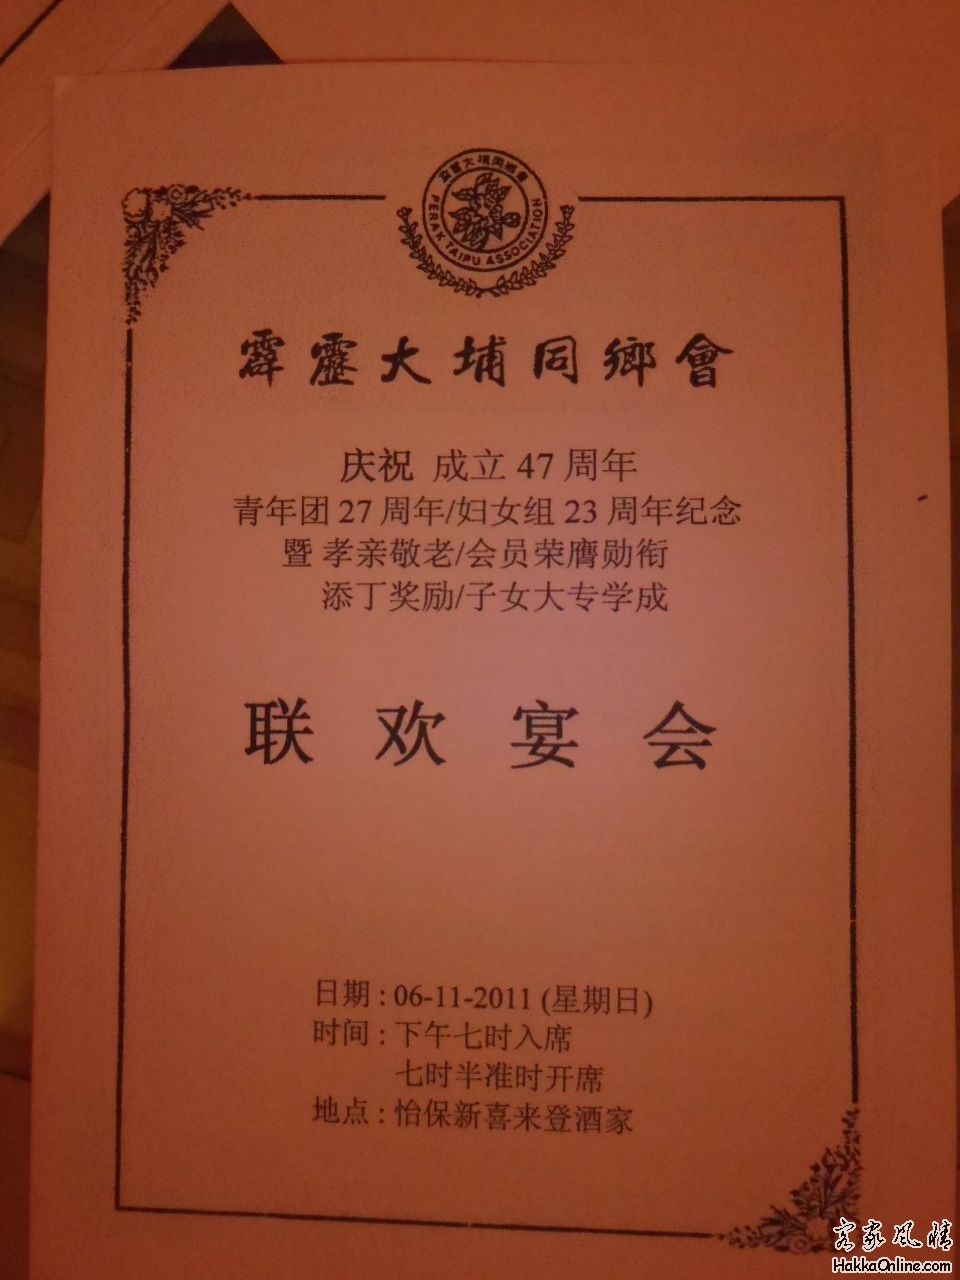 霹靂大埔同鄉會
PERAK TAIPU ASSOCIATION
霹靂大埔同鄉會
庆祝 成立 47 周年
青年团 27 周年/妇女组 23 周年纪念
暨 孝亲敬老/会员荣膺勋衔
添丁奖励/子女大专学成
联欢宴会
日期 : 06-11-2011 (星期日)
时间 : 下午七时入席
七时半准时开席
地点 : 怡保新喜来登酒家
客家风情
HakkaOnline.com